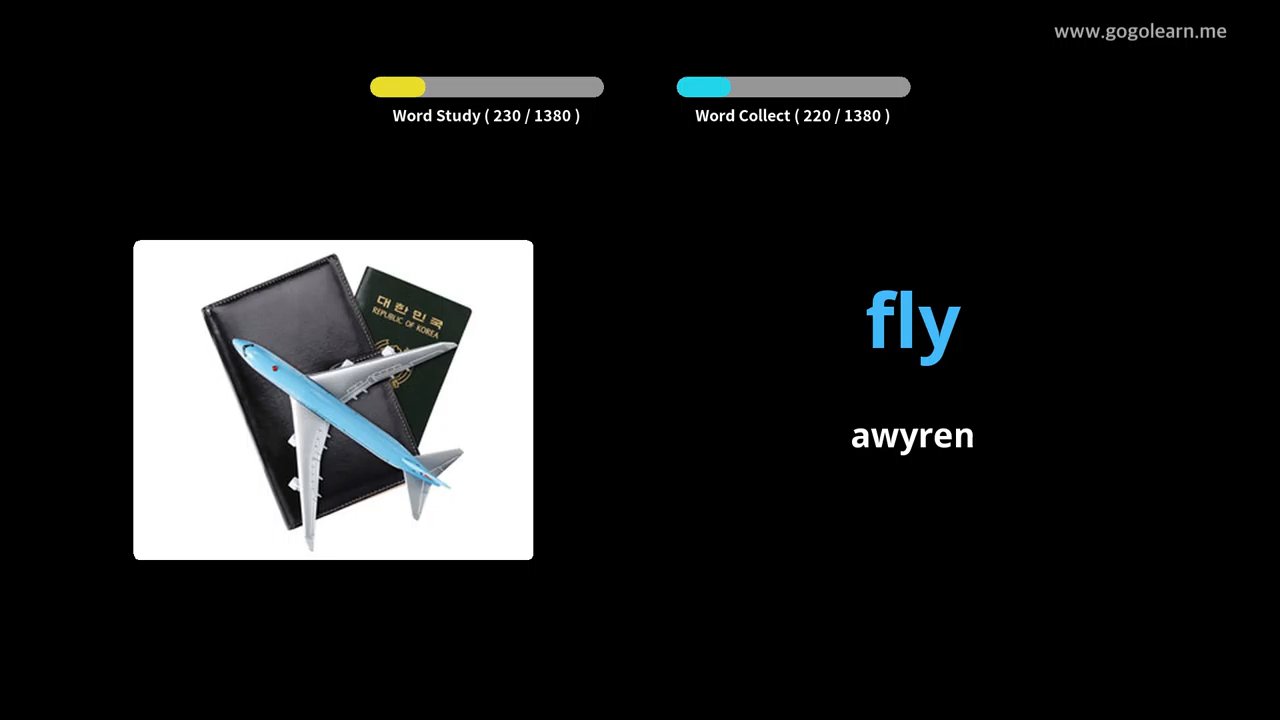 www.gogolearn.me
Word Study ( 230 / 1380 )
Word Collect ( 220 / 1380 )
대한민국
REPUBLIC OF KOREA
fly
awyren